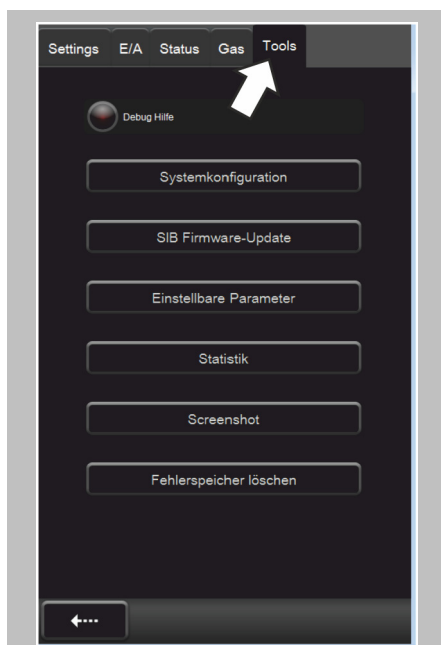 Settings E/A Status Gas Tools
Debug Hilfe
Systemkonfiguration
SIB Firmware-Update
Einstellbare Parameter
Statistik
Screenshot
Fehlerspeicher löschen